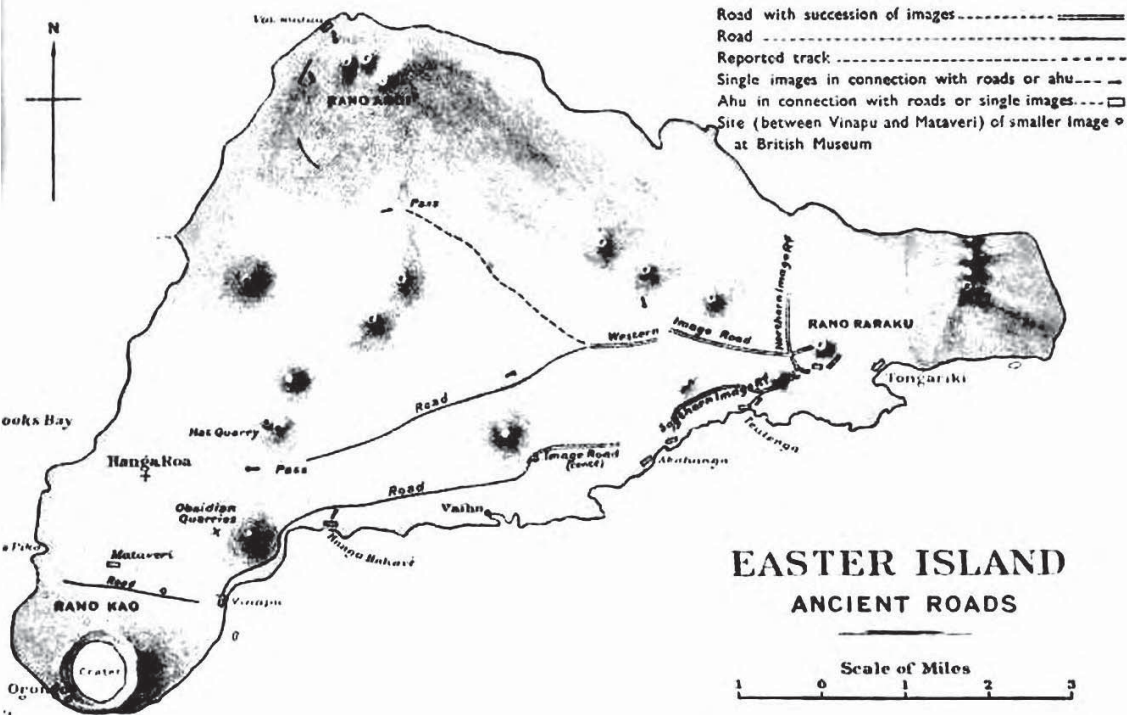 N
Road with succession of images
Road
Reported track
Single images in connection with roads or ahu
Ahu in connection with roads or single images
Site (between Vinapu and Mataveri) of smaller image
at British Museum
Pass
Northern Image Rd
RANO RARAKU
Western Image Road
Tongariki
Road
Southern Image Rd
ooks Bay
Hat Quarry
Image Road
Hanga Roa
Pass
Akahanga
Road
Obsidian
Quarries
Vaihu
Mataveri
Road
RANO KAO
Vinapu
Crater
EASTER ISLAND
ANCIENT ROADS
Scale of Miles
1 0 1 2 3